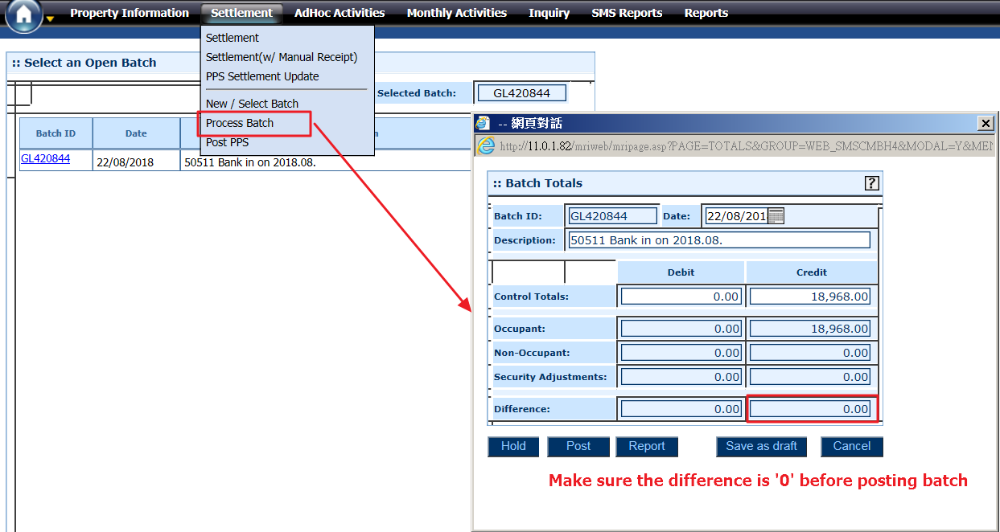 Property Information Settlement AdHoc Activities Monthly Activities Inquiry SMS Reports Reports
Settlement
Settlement(w/ Manual Receipt)
PPS Settlement Update
New / Select Batch
Process Batch
Post PPS
:: Select an Open Batch
Selected Batch: GL420844
Batch ID Date
GL420844 22/08/2018 50511 Bank in on 2018.08.
-- 網頁對話
http://11.0.1.82/mriweb/mripage.asp?PAGE=TOTALS&GROUP=WEB_SMSCMBH4&MODAL=Y&MEN
:: Batch Totals ?
Batch ID: GL420844 Date: 22/08/201
Description: 50511 Bank in on 2018.08.
Debit Credit
Control Totals: 0.00 18,968.00
Occupant: 0.00 18,968.00
Non-Occupant: 0.00 0.00
Security Adjustments: 0.00 0.00
Difference: 0.00 0.00
Hold Post Report Save as draft Cancel
Make sure the difference is '0' before posting batch